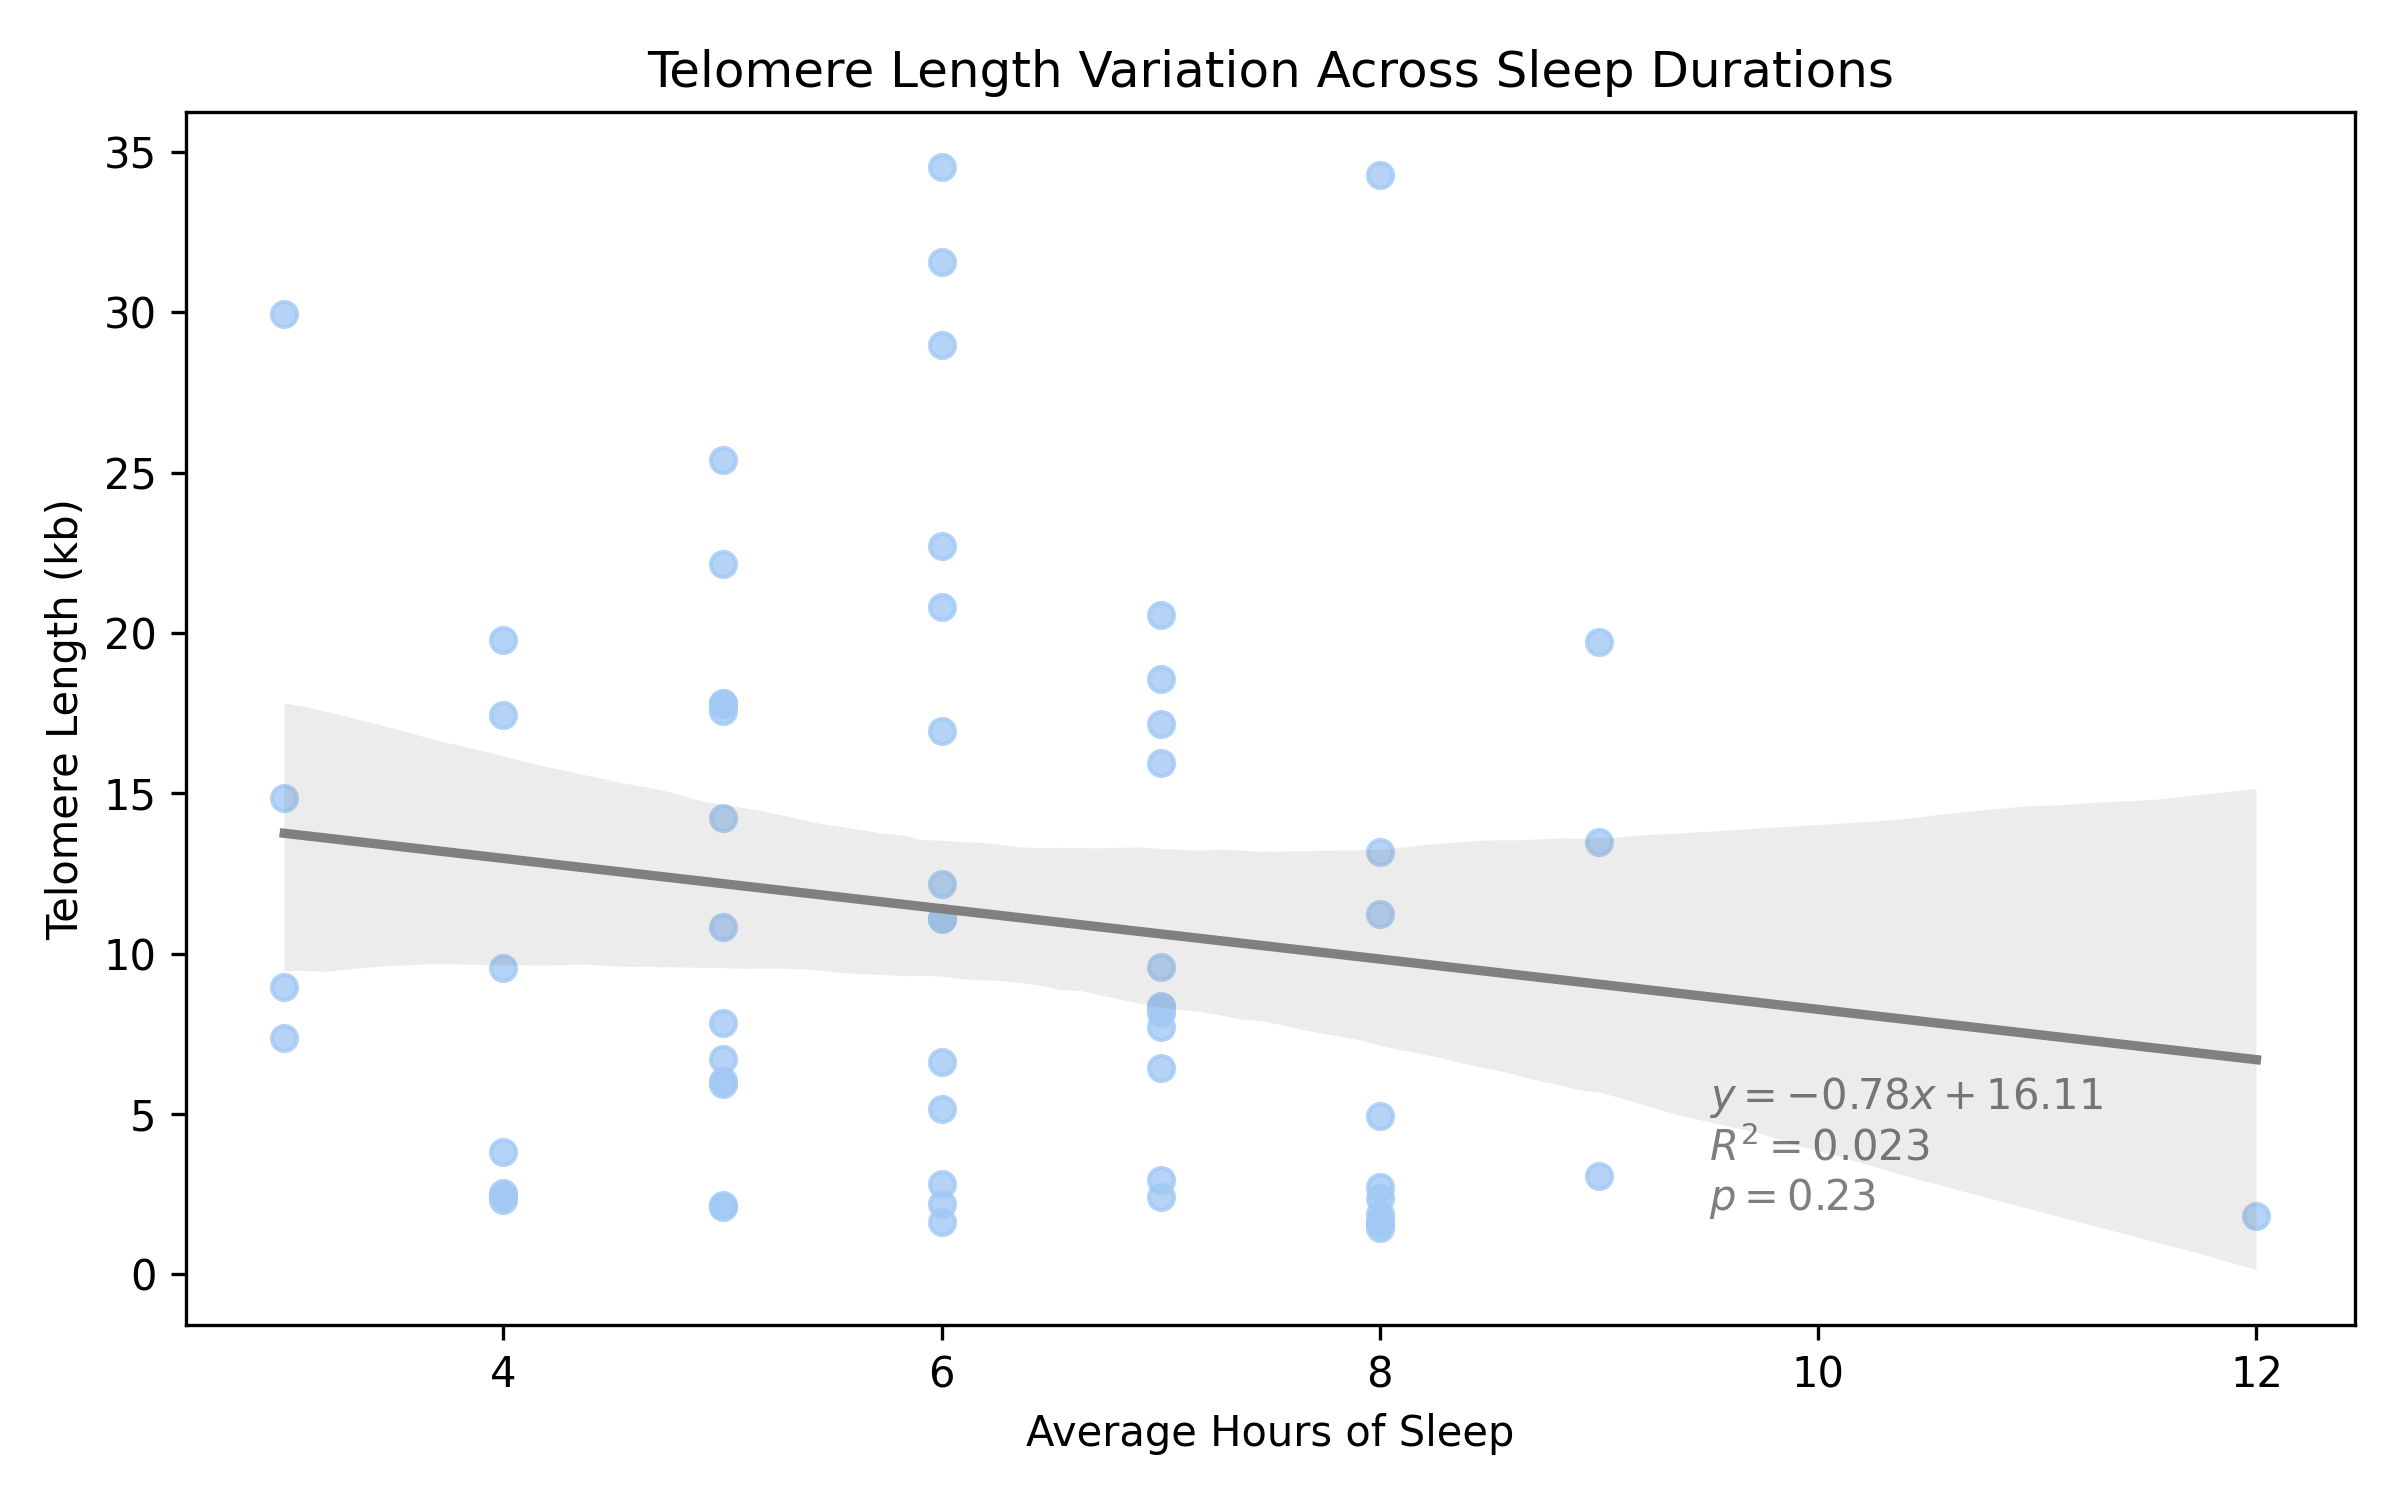 Telomere Length Variation Across Sleep Durations
Telomere Length (kb)
35
30
25
20
15
10
5
0
y = −0.78x + 16.11
R² = 0.023
p = 0.23
4 6 8 10 12
Average Hours of Sleep